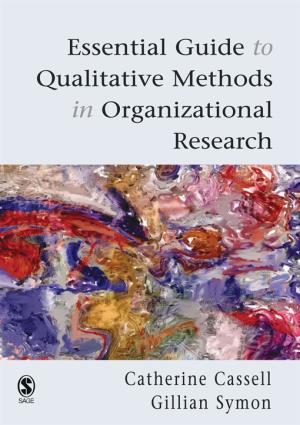 Essential Guide to
Qualitative Methods
in Organizational
Research
Catherine Cassell
Gillian Symon
SAGE